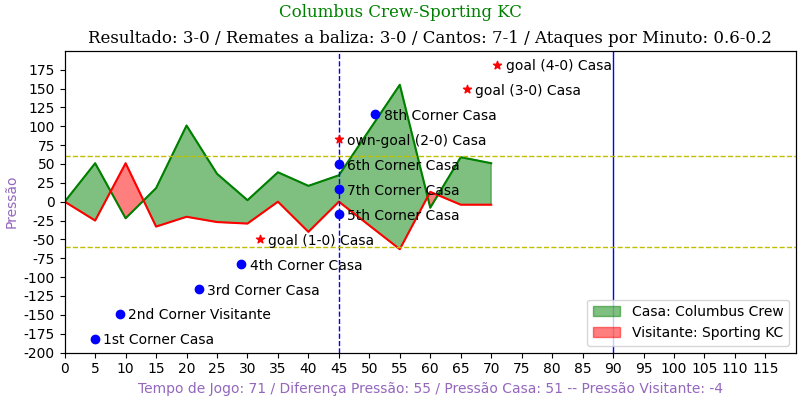 Columbus Crew-Sporting KC
Resultado: 3-0 / Remates a baliza: 3-0 / Cantos: 7-1 / Ataques por Minuto: 0.6-0.2
Pressão
175
150
125
100
75
50
25
0
-25
-50
-75
-100
-125
-150
-175
-200
goal (4-0) Casa
goal (3-0) Casa
8th Corner Casa
own-goal (2-0) Casa
6th Corner Casa
7th Corner Casa
5th Corner Casa
goal (1-0) Casa
4th Corner Casa
3rd Corner Casa
2nd Corner Visitante
1st Corner Casa
Casa: Columbus Crew
Visitante: Sporting KC
0 5 10 15 20 25 30 35 40 45 50 55 60 65 70 75 80 85 90 95 100 105 110 115
Tempo de Jogo: 71 / Diferença Pressão: 55 / Pressão Casa: 51 -- Pressão Visitante: -4